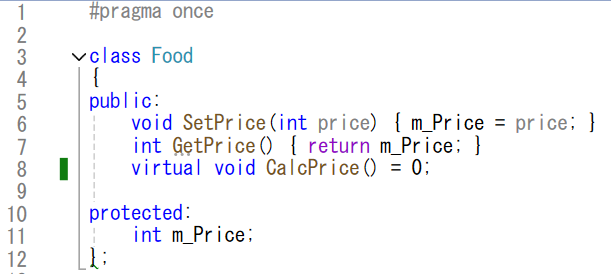 1 #pragma once
2
3 class Food
4 {
5 public:
6 void SetPrice(int price) { m_Price = price; }
7 int GetPrice() { return m_Price; }
8 virtual void CalcPrice() = 0;
9
10 protected:
11 int m_Price;
12 };